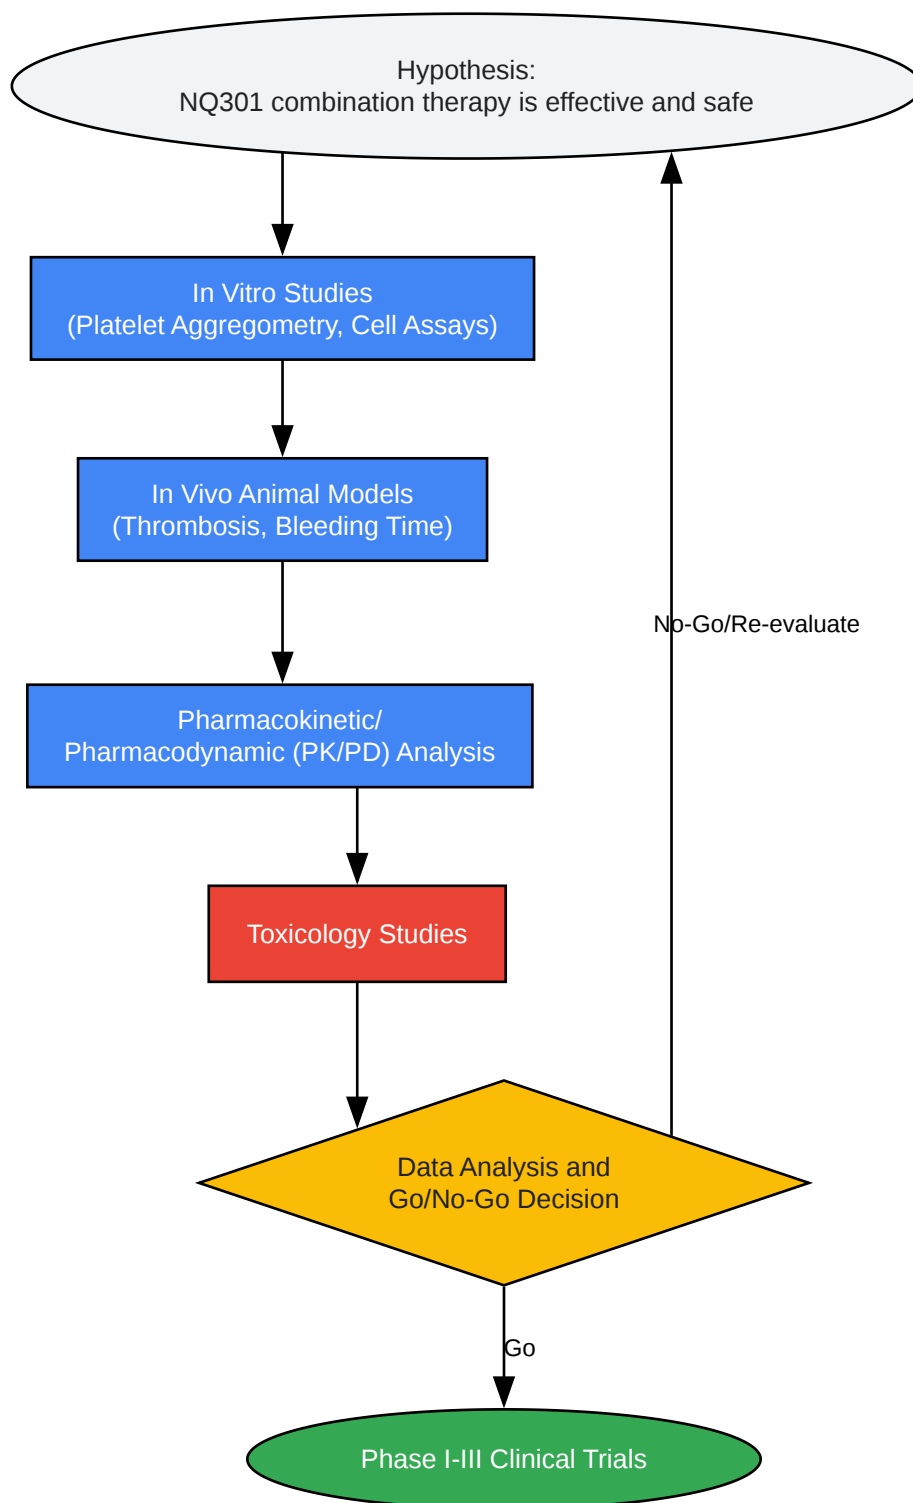 Hypothesis:
NQ301 combination therapy is effective and safe
In Vitro Studies
(Platelet Aggregometry, Cell Assays)
In Vivo Animal Models
(Thrombosis, Bleeding Time)
No-Go/Re-evaluate
Pharmacokinetic/
Pharmacodynamic (PK/PD) Analysis
Toxicology Studies
Data Analysis and
Go/No-Go Decision
Go
Phase I-III Clinical Trials